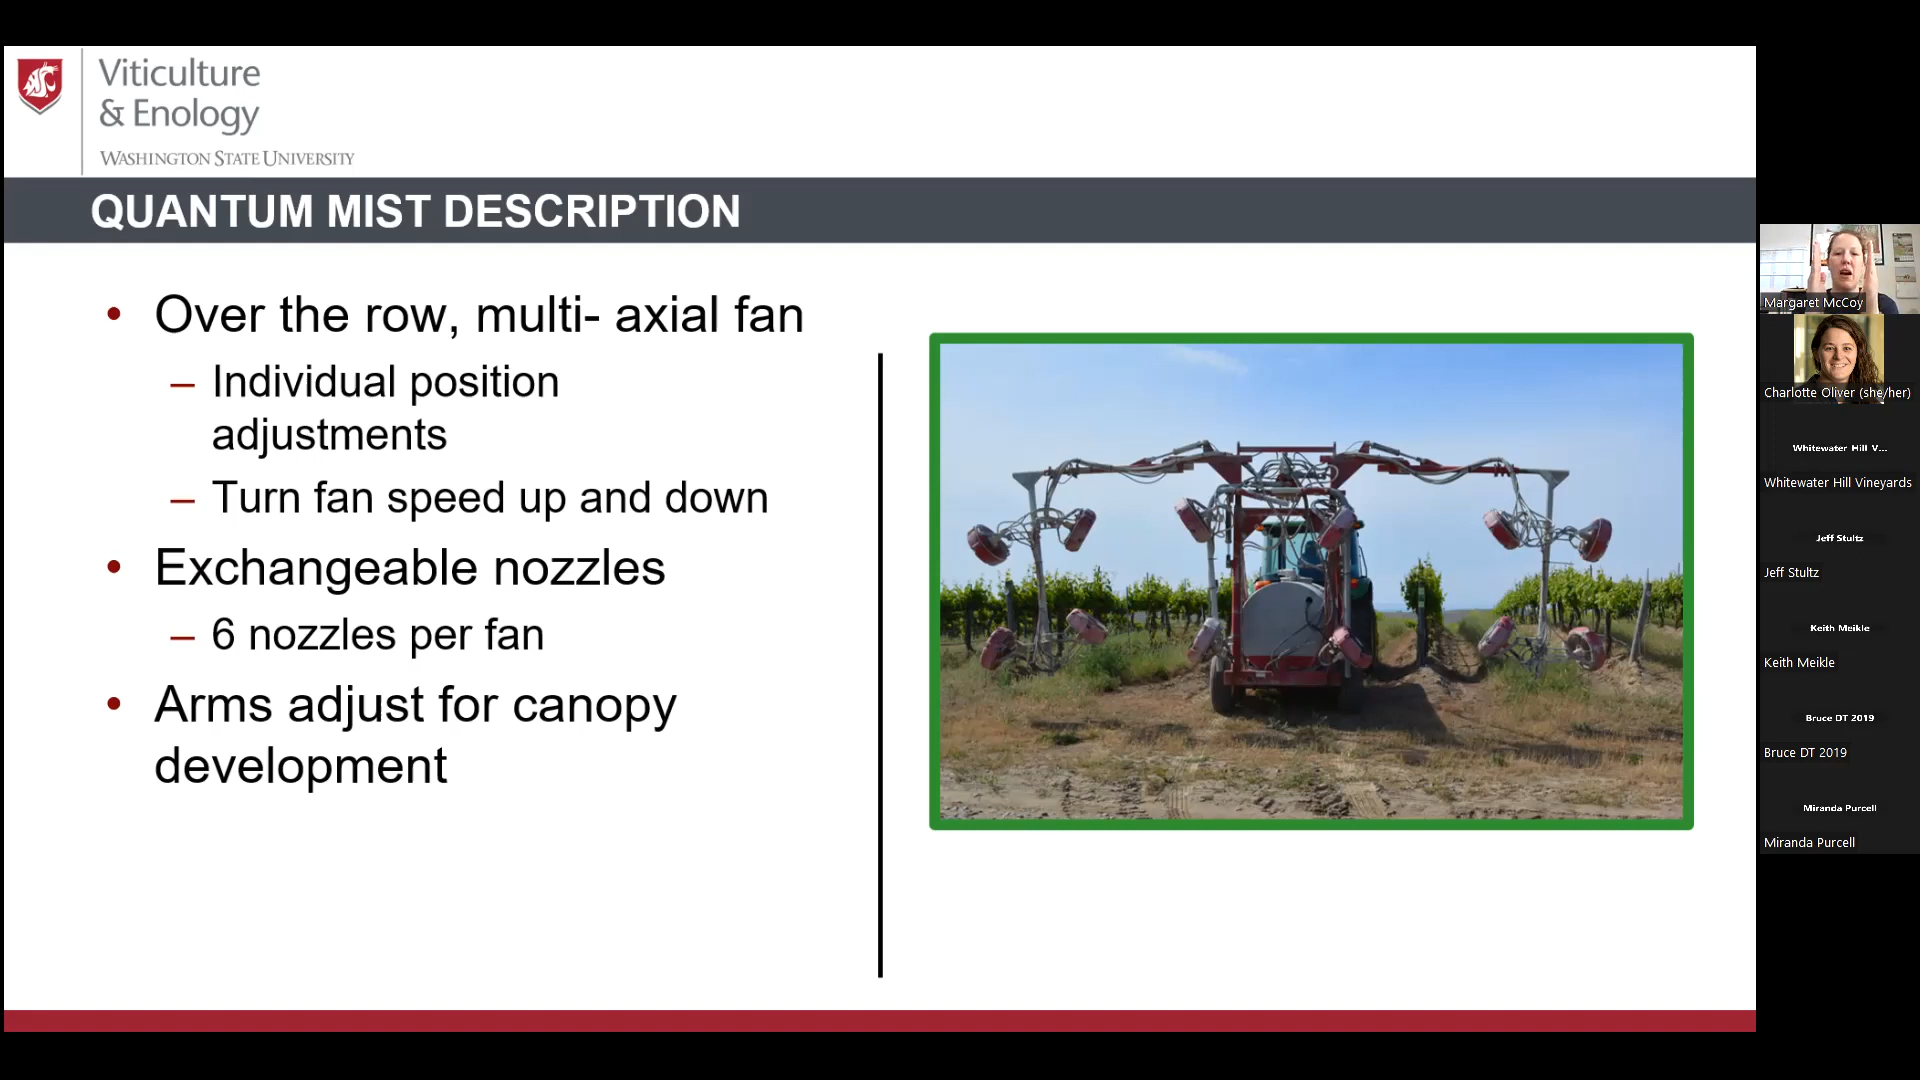 Viticulture
& Enology
WASHINGTON STATE UNIVERSITY
QUANTUM MIST DESCRIPTION
• Over the row, multi- axial fan
– Individual position
adjustments
– Turn fan speed up and down
• Exchangeable nozzles
– 6 nozzles per fan
• Arms adjust for canopy
development
Margaret McCoy
Charlotte Oliver (she/her)
Whitewater Hill V...
Whitewater Hill Vineyards
Jeff Stultz
Jeff Stultz
Keith Meikle
Keith Meikle
Bruce DT 2019
Bruce DT 2019
Miranda Purcell
Miranda Purcell